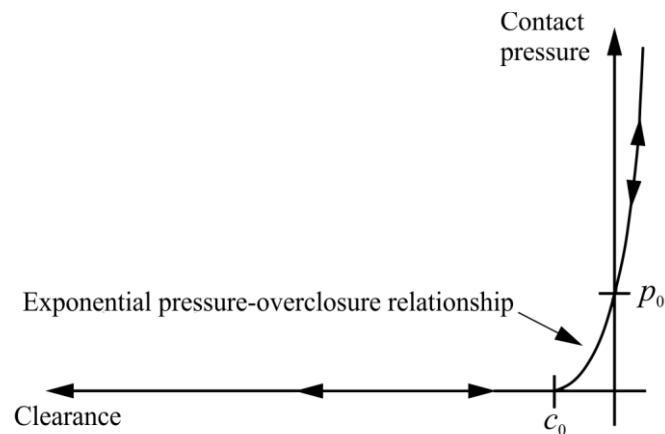 Contact
pressure
Exponential pressure-overclosure relationship
p₀
Clearance
c₀